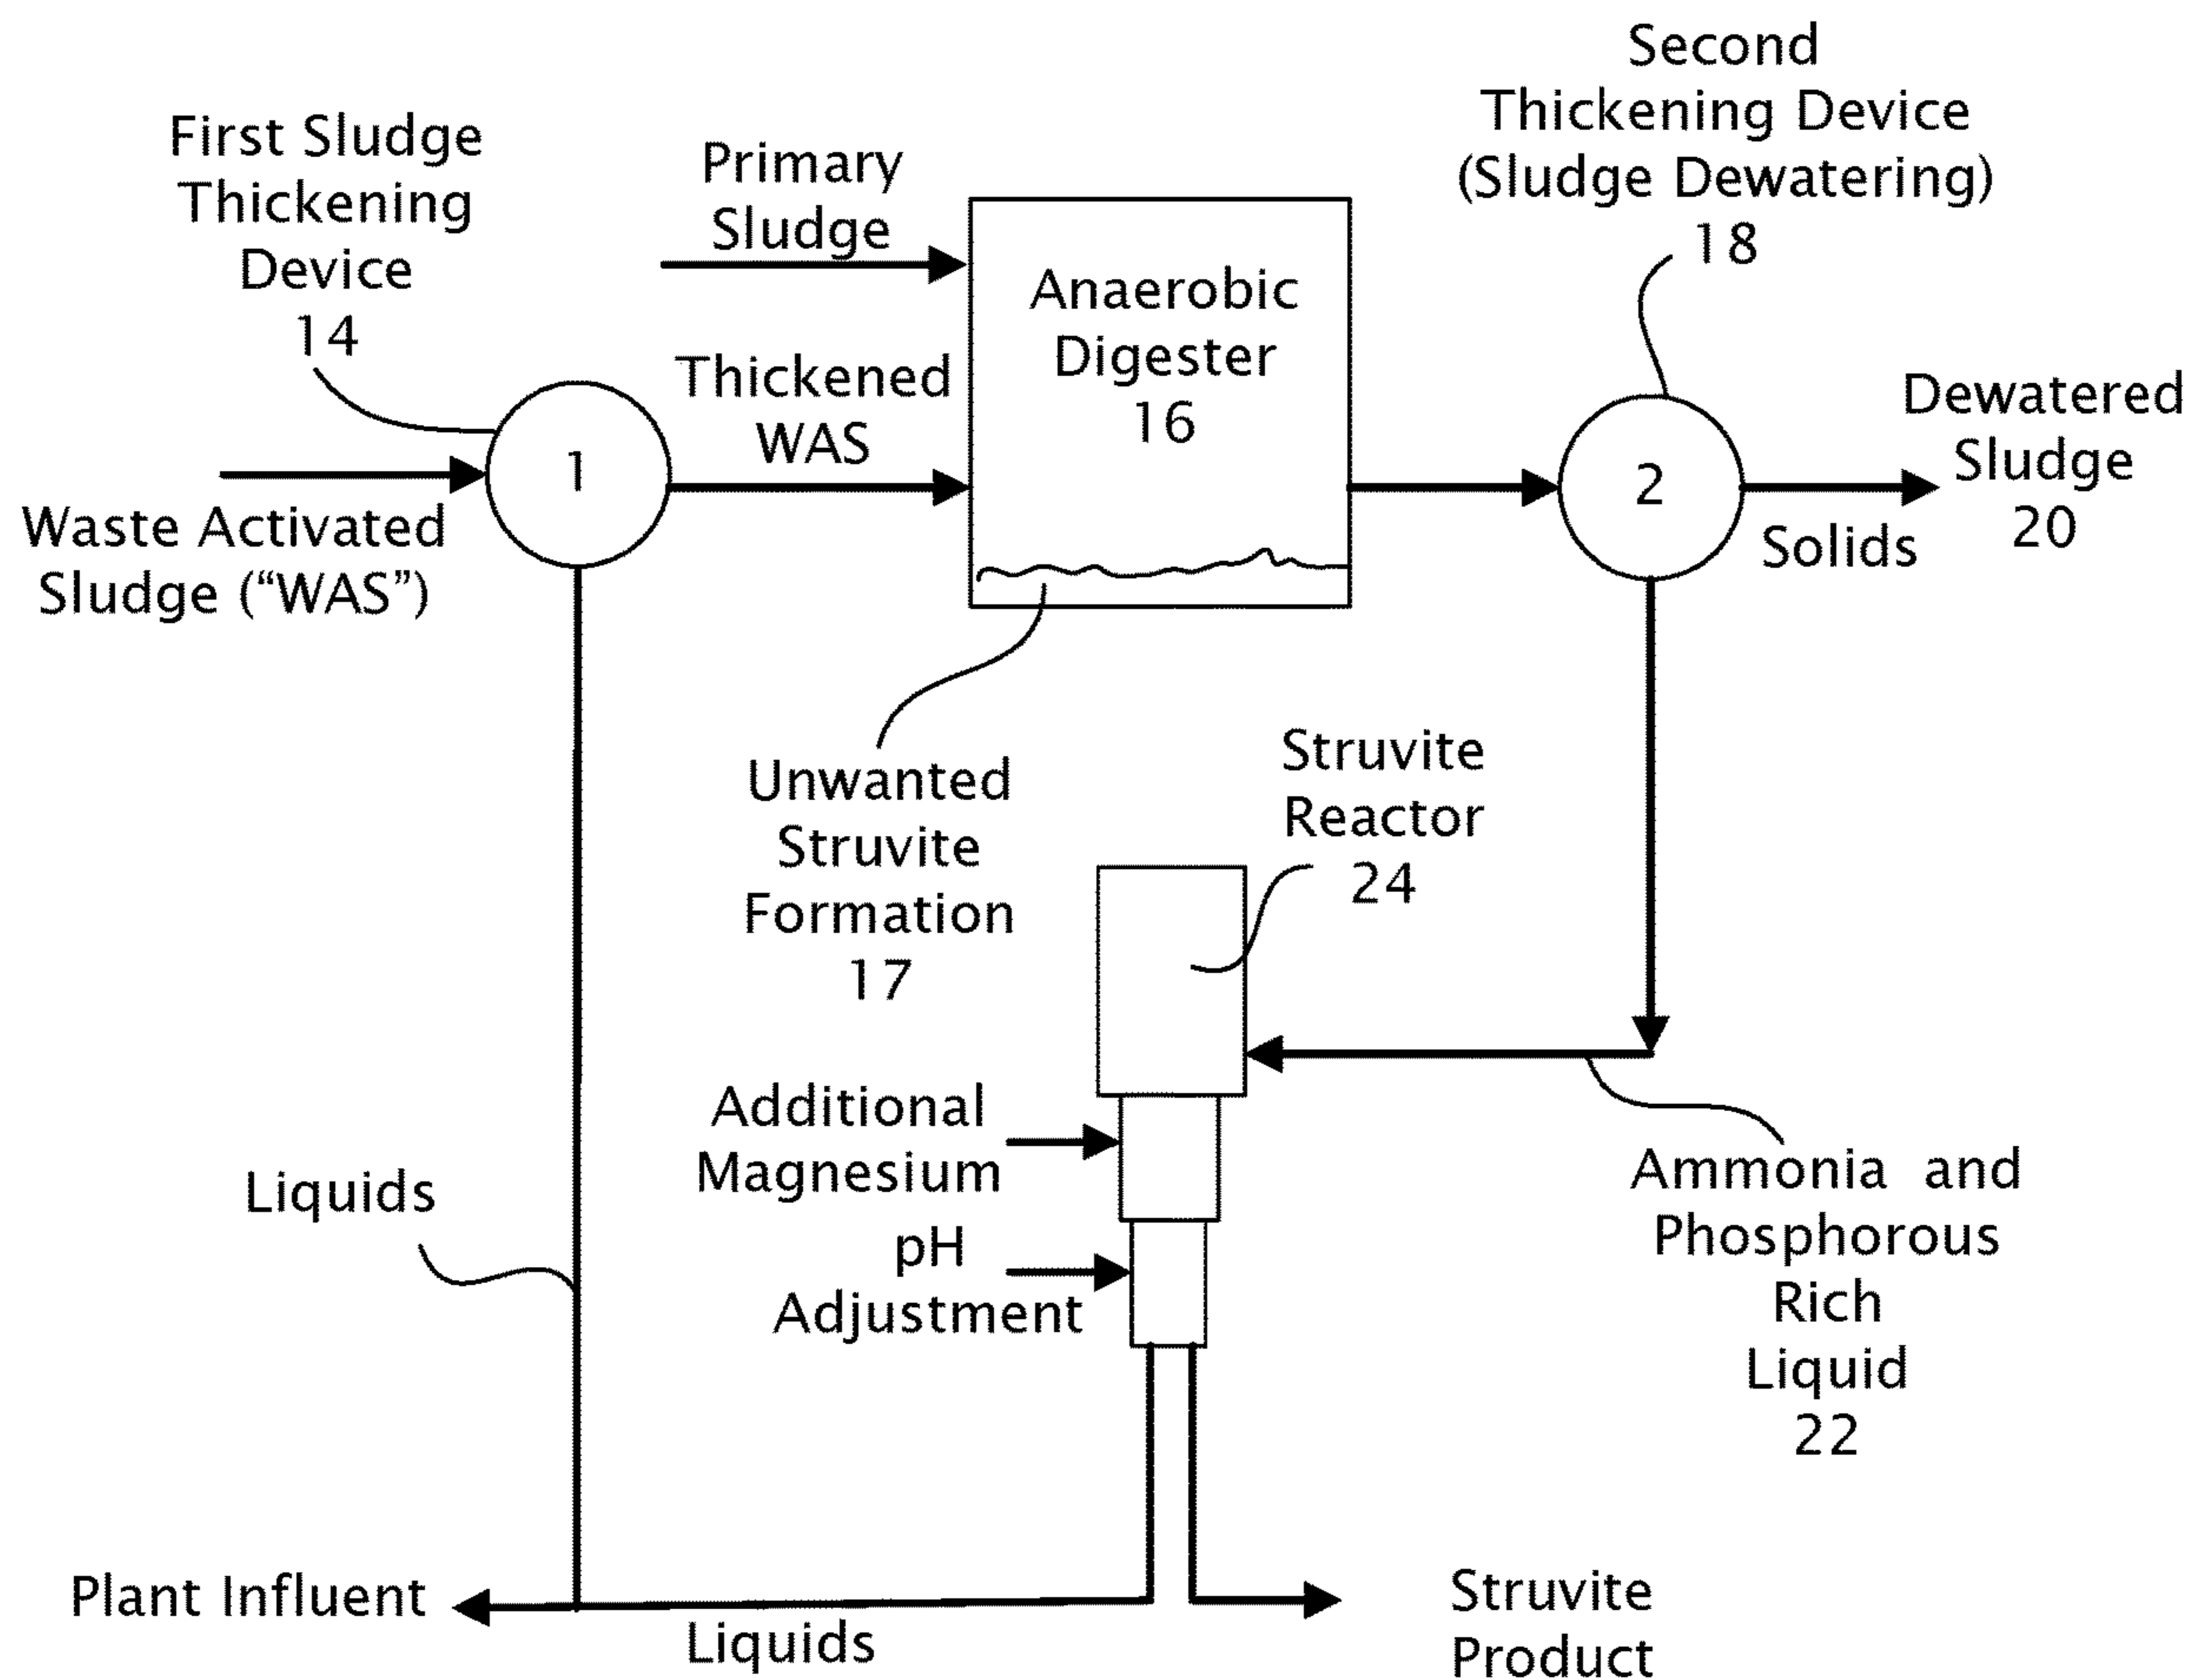 First Sludge
Thickening
Device
14
Primary
Sludge
Second
Thickening Device
(Sludge Dewatering)
18
Anaerobic
Digester
16
Thickened
WAS
1
2
Dewatered
Sludge
20
Solids
Waste Activated
Sludge (“WAS”)
Unwanted
Struvite
Formation
17
Struvite
Reactor
24
Additional
Magnesium
pH
Adjustment
Liquids
Ammonia and
Phosphorous
Rich
Liquid
22
Plant Influent
Liquids
Struvite
Product